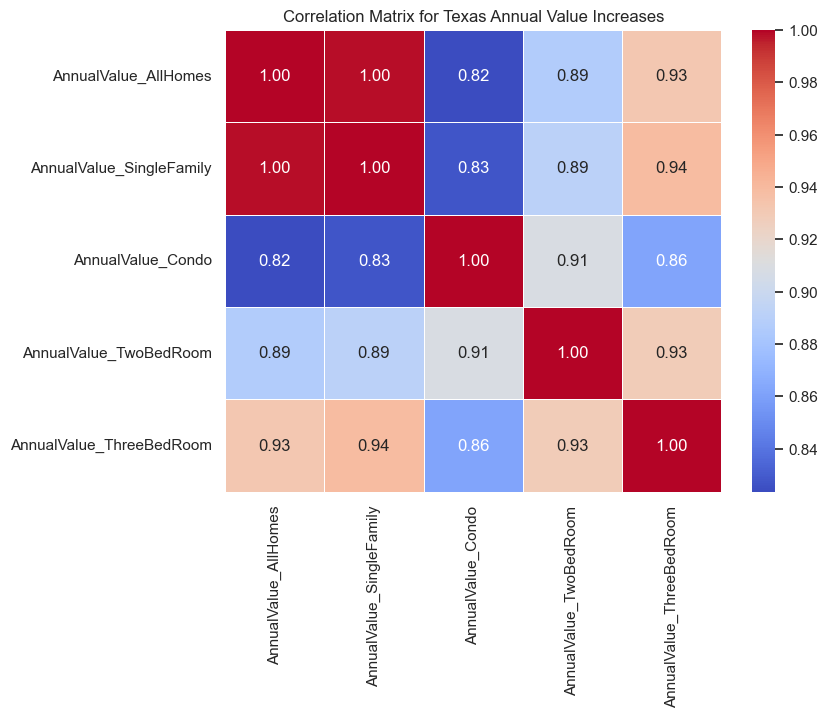 Correlation Matrix for Texas Annual Value Increases
AnnualValue_AllHomes
1.00 1.00 0.82 0.89 0.93
AnnualValue_SingleFamily
1.00 1.00 0.83 0.89 0.94
AnnualValue_Condo
0.82 0.83 1.00 0.91 0.86
AnnualValue_TwoBedRoom
0.89 0.89 0.91 1.00 0.93
AnnualValue_ThreeBedRoom
0.93 0.94 0.86 0.93 1.00
AnnualValue_AllHomes
AnnualValue_SingleFamily
AnnualValue_Condo
AnnualValue_TwoBedRoom
AnnualValue_ThreeBedRoom
1.00
0.98
0.96
0.94
0.92
0.90
0.88
0.86
0.84